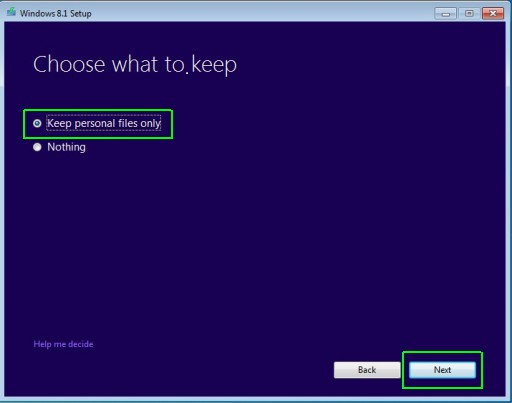 Windows 8.1 Setup
Choose what to keep
Keep personal files only
Nothing
Help me decide
Back
Next